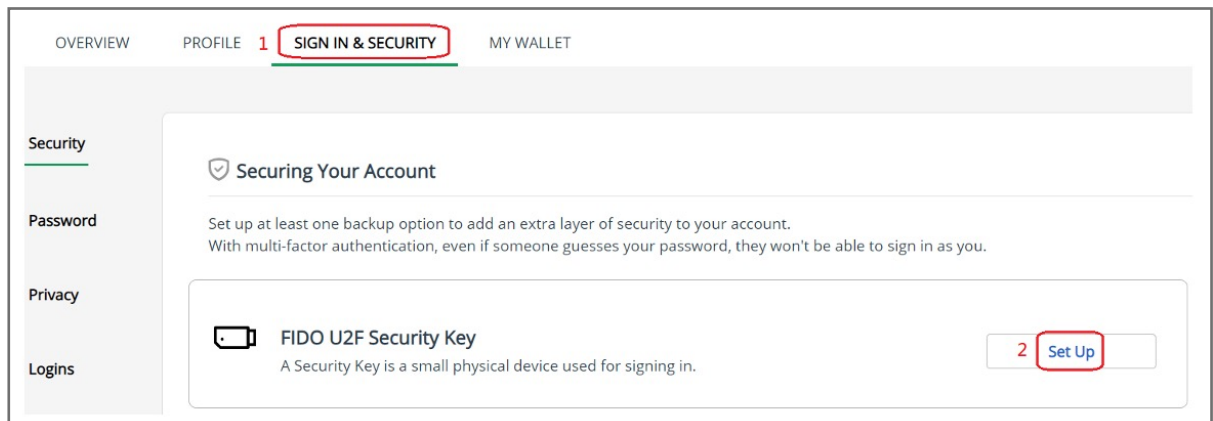 OVERVIEW PROFILE 1 SIGN IN & SECURITY MY WALLET
Security
Securing Your Account
Password
Set up at least one backup option to add an extra layer of security to your account.
With multi-factor authentication, even if someone guesses your password, they won't be able to sign in as you.
Privacy
FIDO U2F Security Key
2 Set Up
A Security Key is a small physical device used for signing in.
Logins